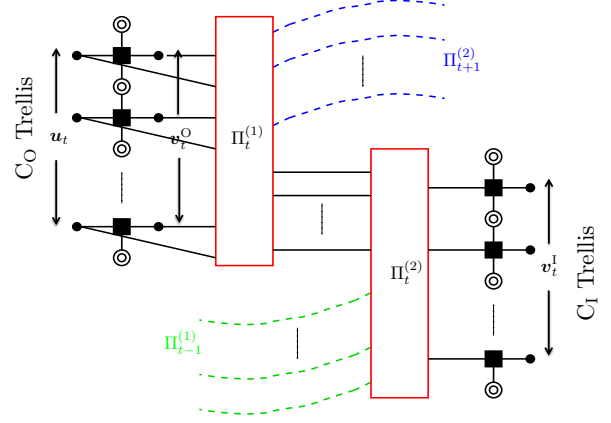 C_O Trellis
u_t
v_t^O
Π_t^{(1)}
Π_{t+1}^{(2)}
Π_t^{(2)}
Π_{t-1}^{(1)}
v_t^I
C_I Trellis